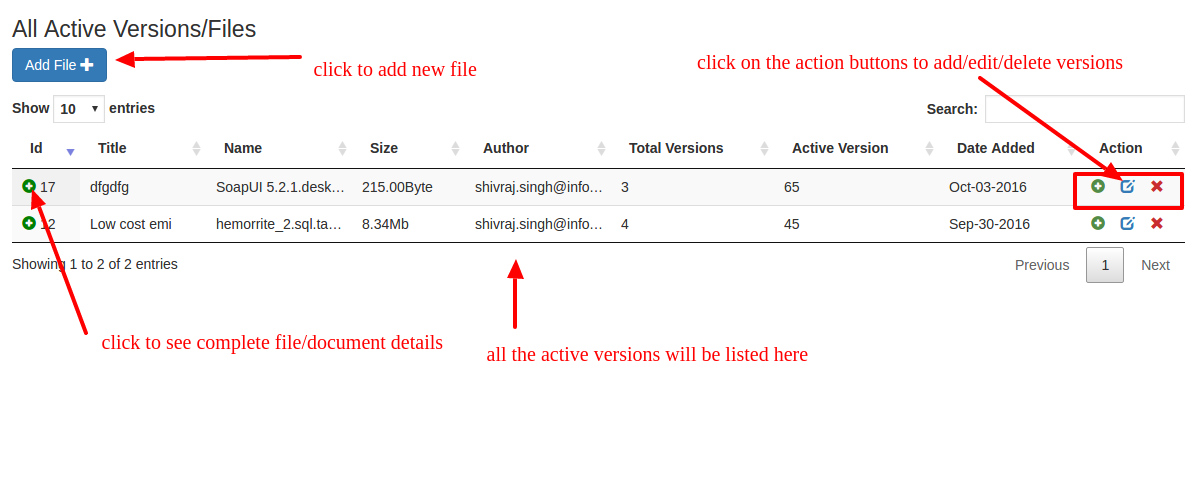 All Active Versions/Files
Add File
click to add new file
click on the action buttons to add/edit/delete versions
Show 10 entries
Search:
Id Title Name Size Author Total Versions Active Version Date Added Action
17 dfgdfg SoapUI 5.2.1.desk... 215.00Byte shivraj.singh@info... 3 65 Oct-03-2016
12 Low cost emi hemorrite_2.sql.ta... 8.34Mb shivraj.singh@info... 4 45 Sep-30-2016
Showing 1 to 2 of 2 entries
Previous 1 Next
click to see complete file/document details
all the active versions will be listed here